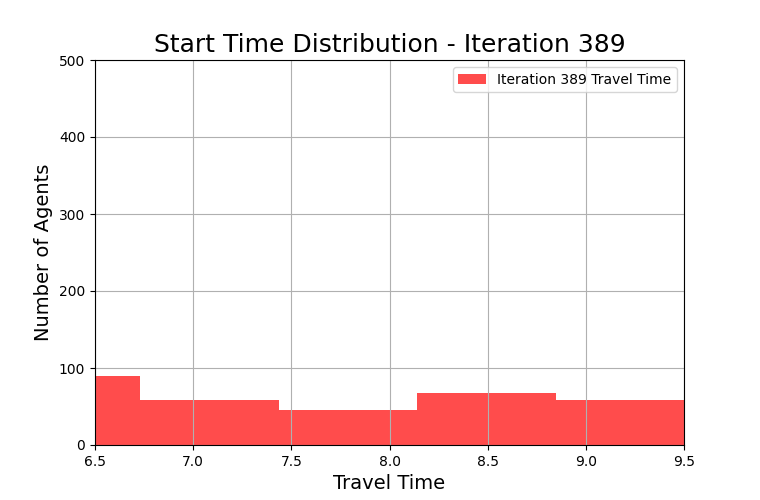 Start Time Distribution - Iteration 389
Iteration 389 Travel Time
Number of Agents
500
400
300
200
100
0
6.5 7.0 7.5 8.0 8.5 9.0 9.5
Travel Time